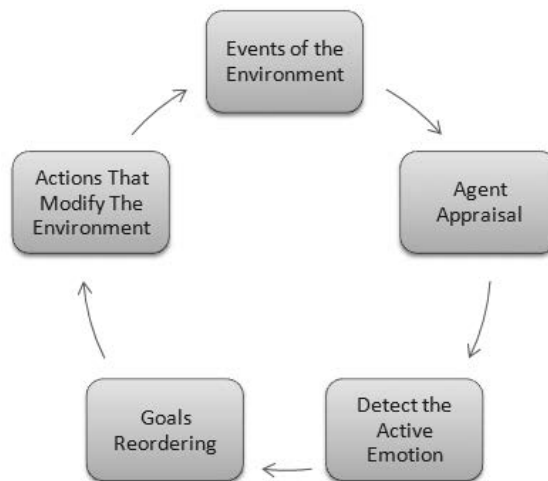 Events of the
Environment
Agent
Appraisal
Detect the
Active
Emotion
Goals
Reordering
Actions That
Modify The
Environment